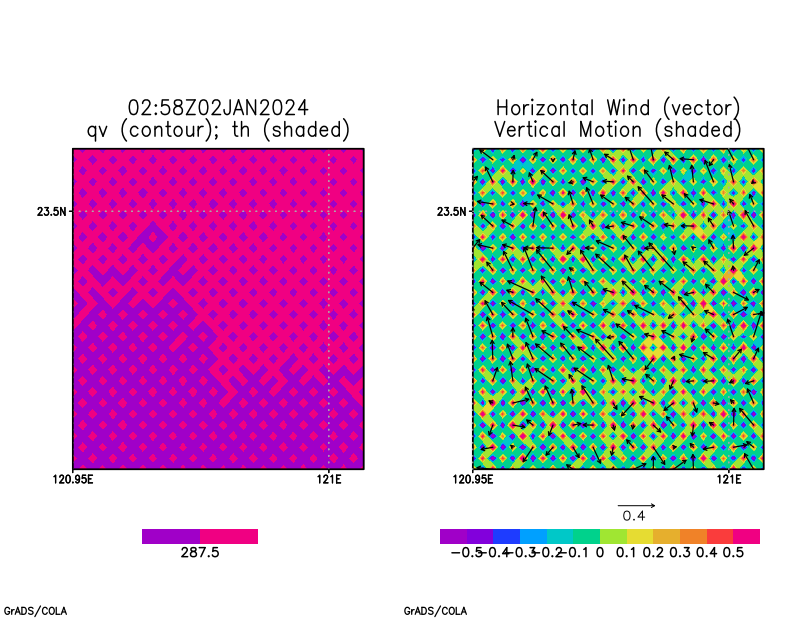 02:58Z02JAN2024
qv (contour); th (shaded)
23.5N
120.95E
121E
287.5
Horizontal Wind (vector)
Vertical Motion (shaded)
23.5N
120.95E
121E
0.4
-0.5 -0.4 -0.3 -0.2 -0.1 0 0.1 0.2 0.3 0.4 0.5
GrADS/COLA
GrADS/COLA